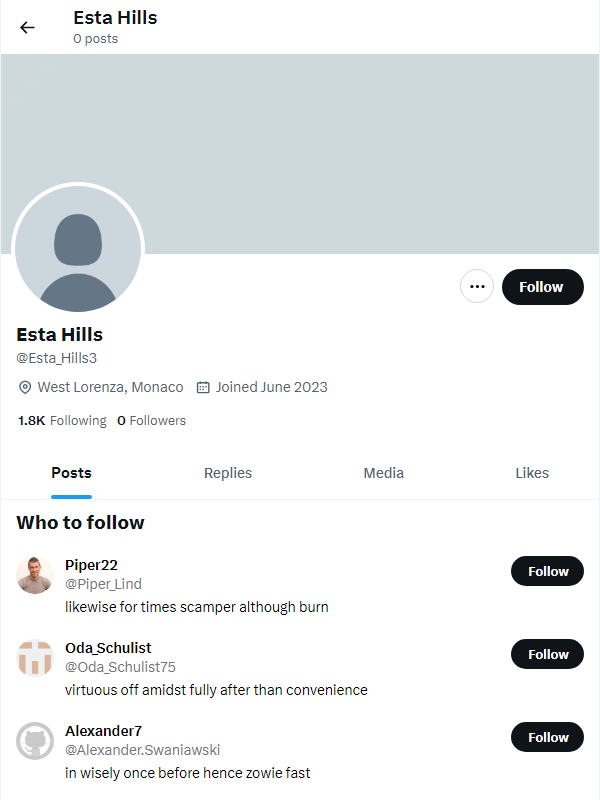 Esta Hills
0 posts
Follow
Esta Hills
@Esta_Hills3
West Lorenza, Monaco Joined June 2023
1.8K Following 0 Followers
Posts Replies Media Likes
Who to follow
Piper22
@Piper_Lind
Follow
likewise for times scamper although burn
Oda_Schulist
@Oda_Schulist75
Follow
virtuous off amidst fully after than convenience
Alexander7
@Alexander.Swaniawski
Follow
in wisely once before hence zowie fast